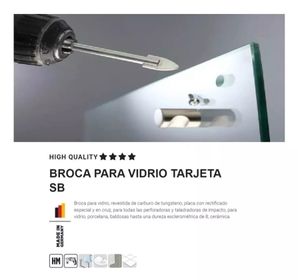 HIGH QUALITY
BROCA PARA VIDRIO TARJETA
SB
Broca para vidrio, revestida de carburo de tungsteno, placa con rectificado
especial y en cruz, para todas las perforadoras y taladradoras de impacto, para
vidrio, porcelana, baldosas hasta una dureza esclerométrica de 8, cerámica.
MADE IN
GERMANY
HM